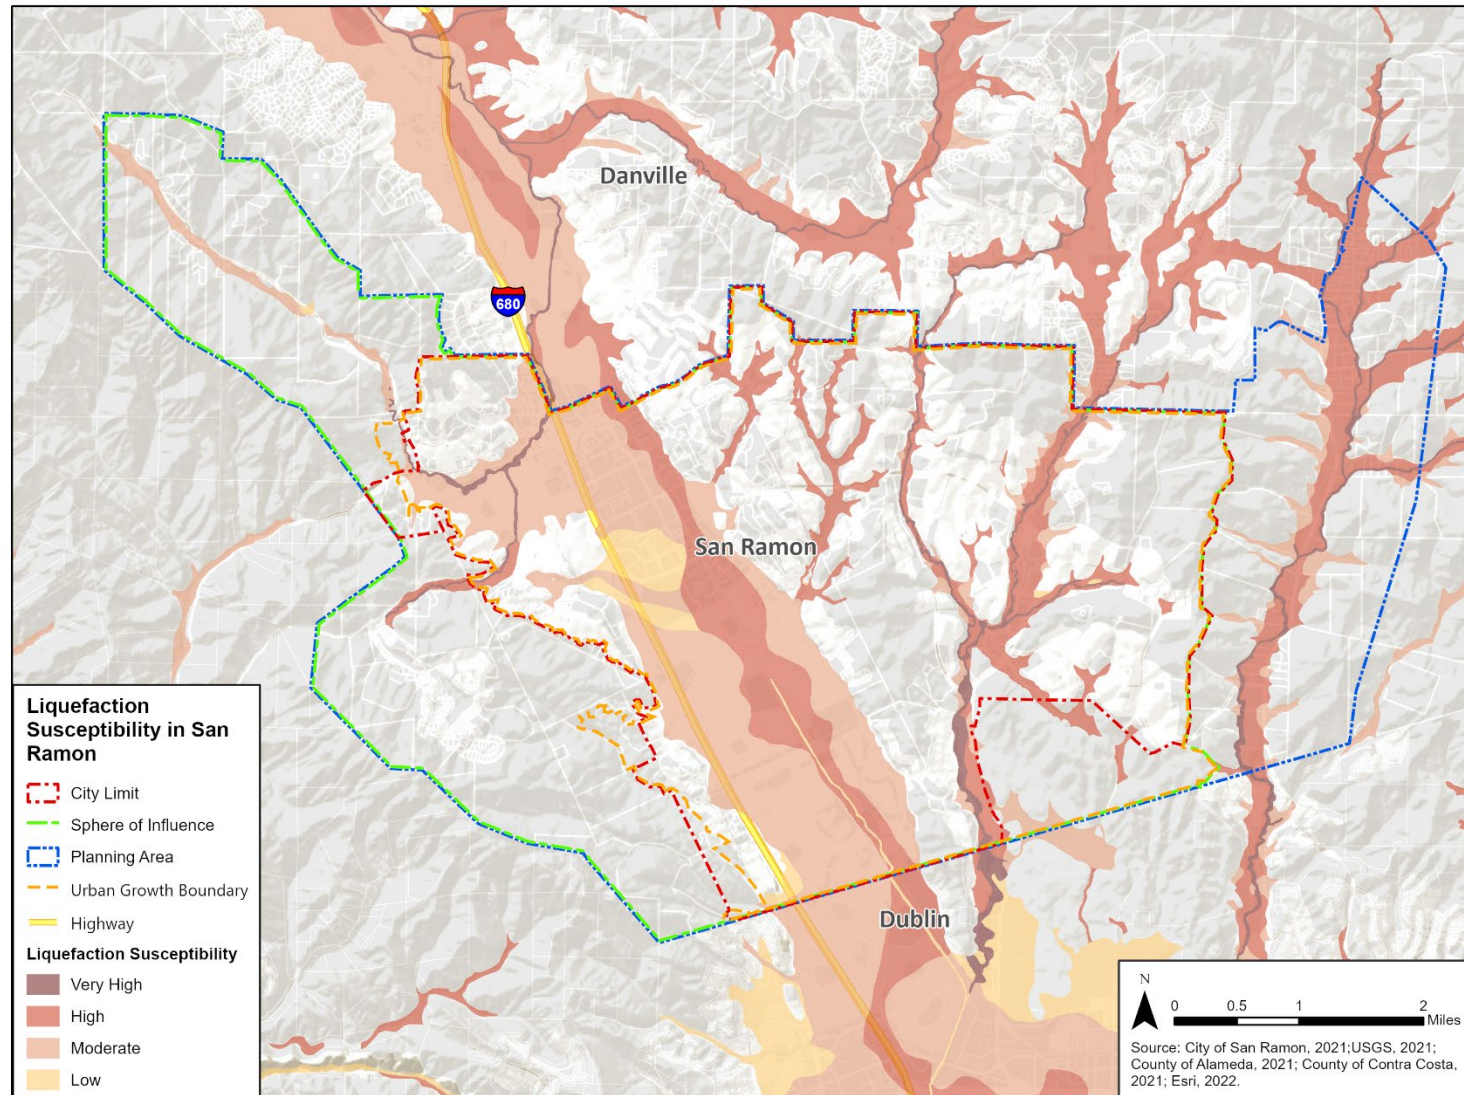 Danville
680
San Ramon
Dublin
Liquefaction
Susceptibility in San
Ramon
City Limit
Sphere of Influence
Planning Area
Urban Growth Boundary
Highway
Liquefaction Susceptibility
Very High
High
Moderate
Low
N
0 0.5 1 2
Miles
Source: City of San Ramon, 2021;USGS, 2021;
County of Alameda, 2021; County of Contra Costa,
2021; Esri, 2022.